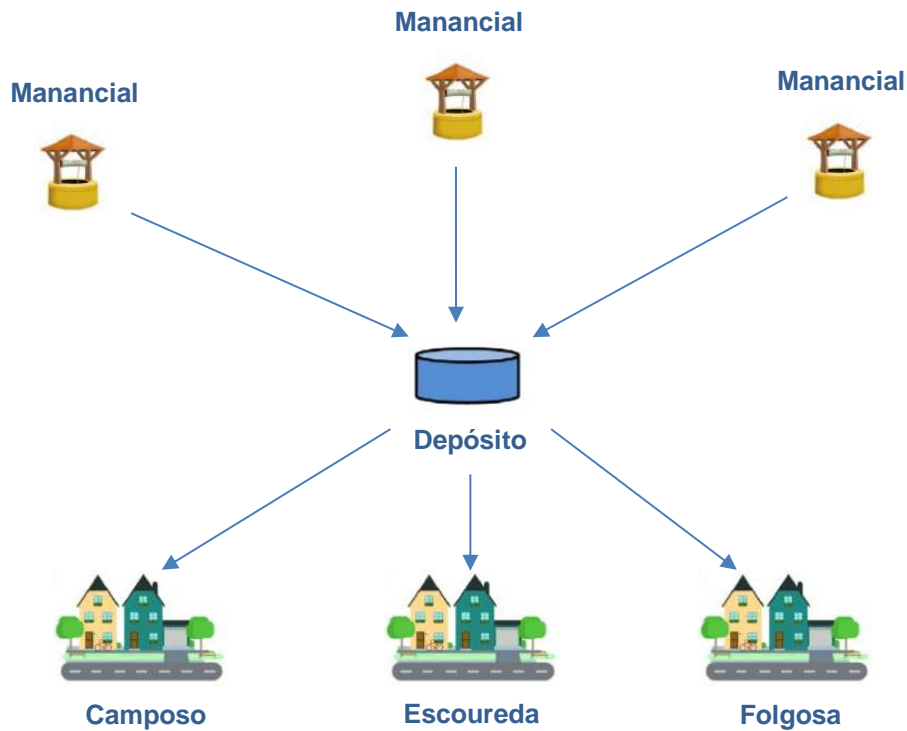 Manancial
Manancial
Manancial
Depósito
Camposo
Escoureda
Folgosa